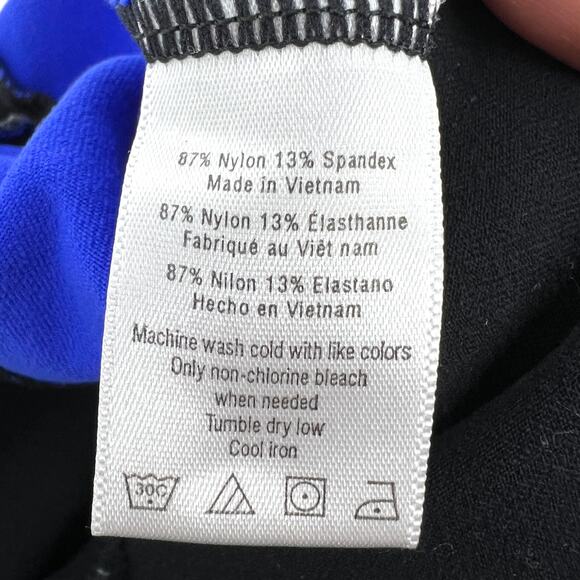 87% Nylon 13% Spandex
Made in Vietnam
87% Nylon 13% Élasthanne
Fabriqué au Viêt nam
87% Nilon 13% Elastano
Hecho en Vietnam
Machine wash cold with like colors
Only non-chlorine bleach
when needed
Tumble dry low
Cool iron
30C